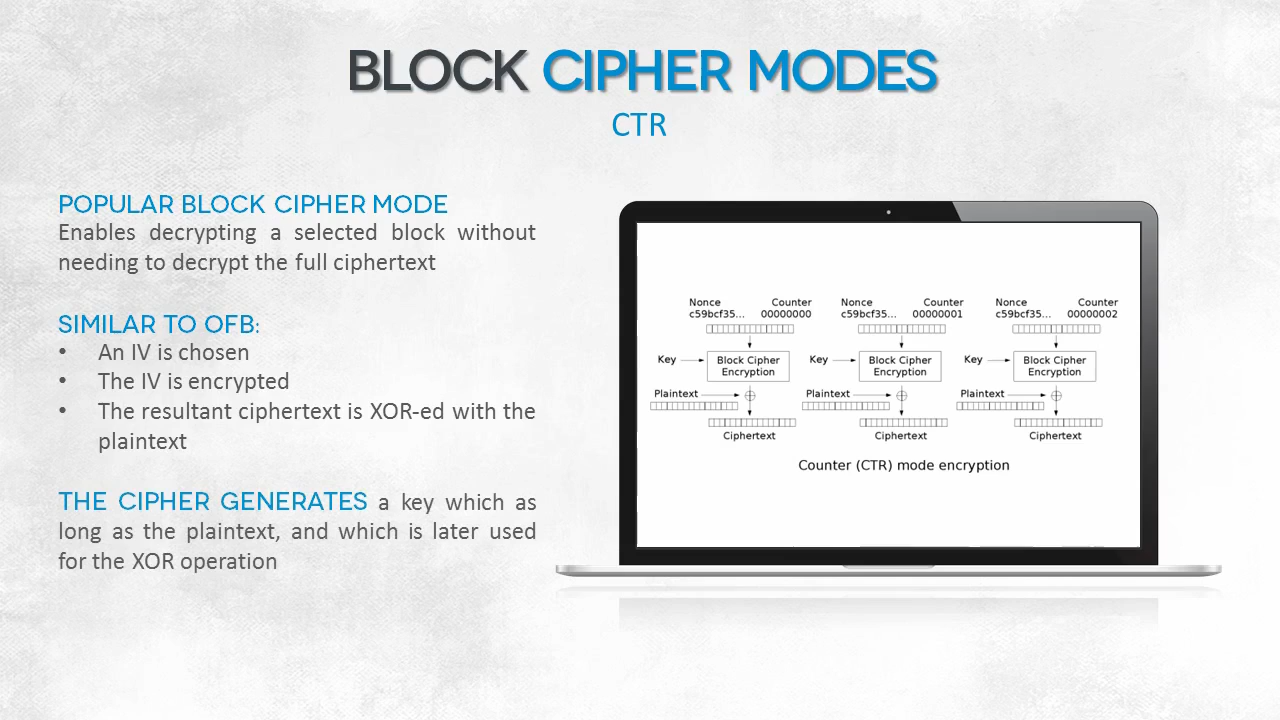 BLOCK CIPHER MODES
CTR
POPULAR BLOCK CIPHER MODE
Enables decrypting a selected block without
needing to decrypt the full ciphertext
SIMILAR TO OFB:
• An IV is chosen
• The IV is encrypted
• The resultant ciphertext is XOR-ed with the
plaintext
THE CIPHER GENERATES a key which as
long as the plaintext, and which is later used
for the XOR operation
Nonce Counter Nonce Counter Nonce Counter
c59bcf35... 00000000 c59bcf35... 00000001 c59bcf35... 00000002
Key Block Cipher Encryption Key Block Cipher Encryption Key Block Cipher Encryption
Plaintext Plaintext Plaintext
Ciphertext Ciphertext Ciphertext
Counter (CTR) mode encryption